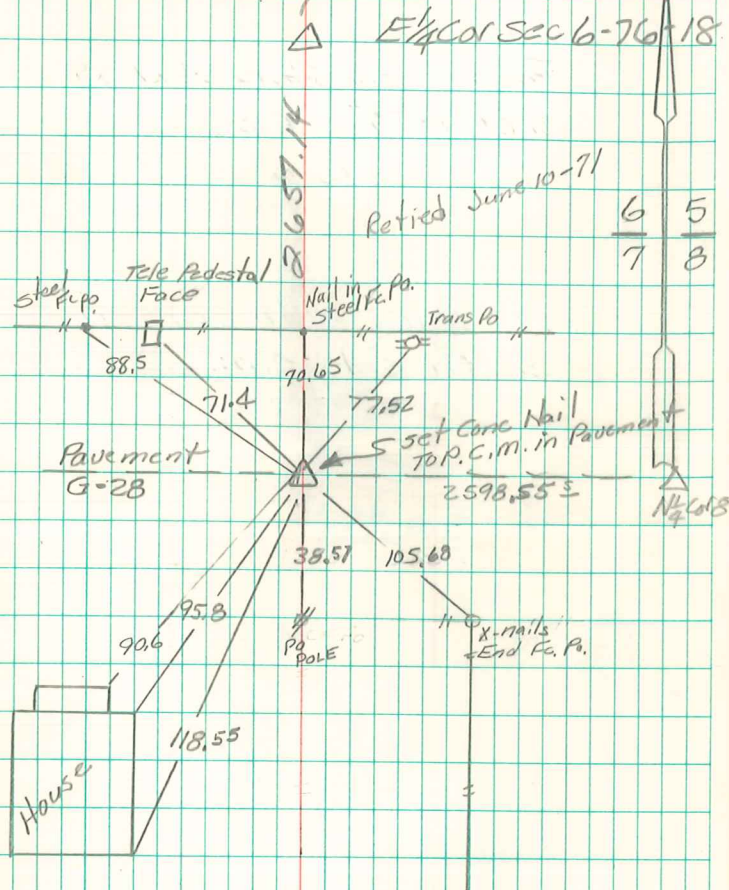 E¼ Cor Sec 6-76-18
2657.14
Retied June 10-71
6 5
7 8
Steel Fc. po.
Tele Pedestal
Face
Nail in
Steel Fc. Po.
Trans Po
88.5
71.4
70.65
77.52
Set Conc Nail
Top C.M. in Pavement
Pavement
G-28
2598.55 s
N¼ Cor 8
38.57
105.68
95.8
90.6
Po
POLE
X-nails
End Fc. Po.
118.55
House